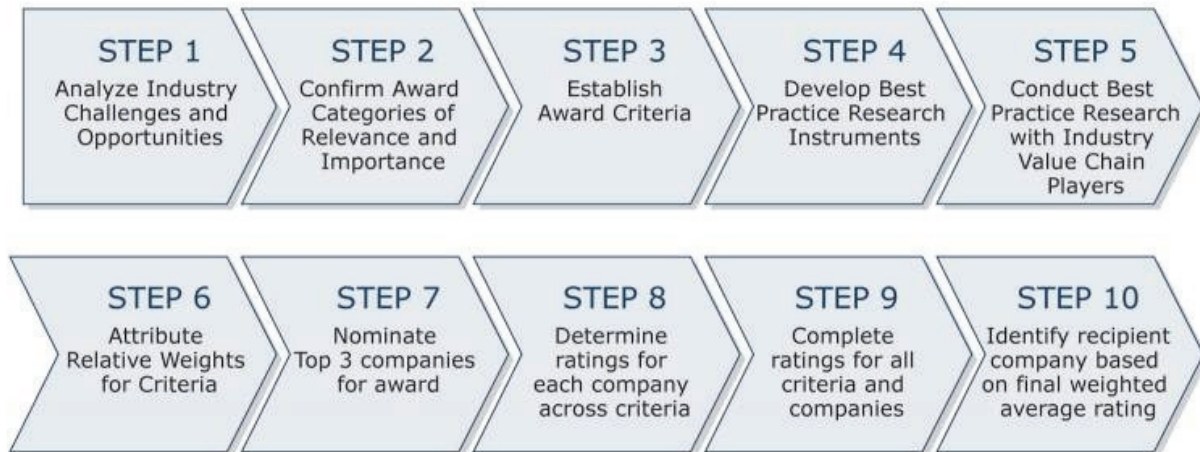 STEP 1
Analyze Industry
Challenges and
Opportunities
STEP 2
Confirm Award
Categories of
Relevance and
Importance
STEP 3
Establish
Award Criteria
STEP 4
Develop Best
Practice Research
Instruments
STEP 5
Conduct Best
Practice Research
with Industry
Value Chain
Players
STEP 6
Attribute
Relative Weights
for Criteria
STEP 7
Nominate
Top 3 companies
for award
STEP 8
Determine
ratings for
each company
across criteria
STEP 9
Complete
ratings for all
criteria and
companies
STEP 10
Identify recipient
company based
on final weighted
average rating